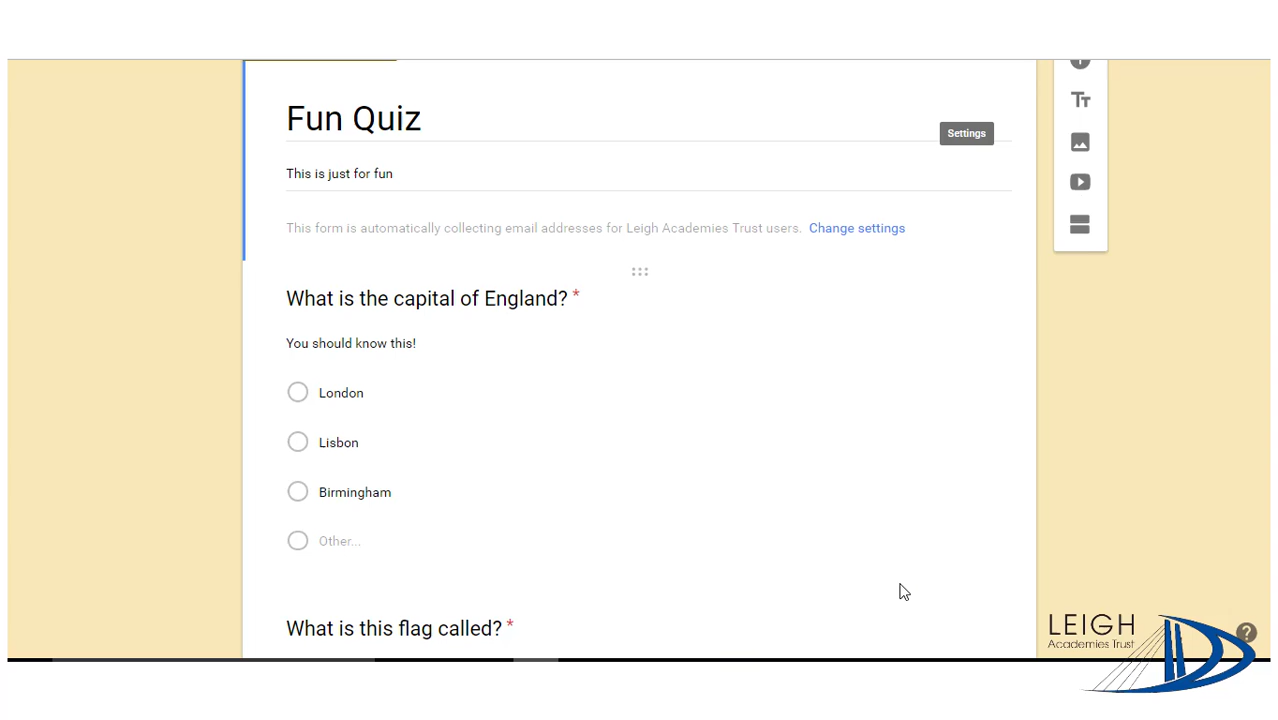 Fun Quiz
Settings
This is just for fun
This form is automatically collecting email addresses for Leigh Academies Trust users. Change settings
What is the capital of England? *
You should know this!
London
Lisbon
Birmingham
Other...
What is this flag called? *
LEIGH
Academies Trust